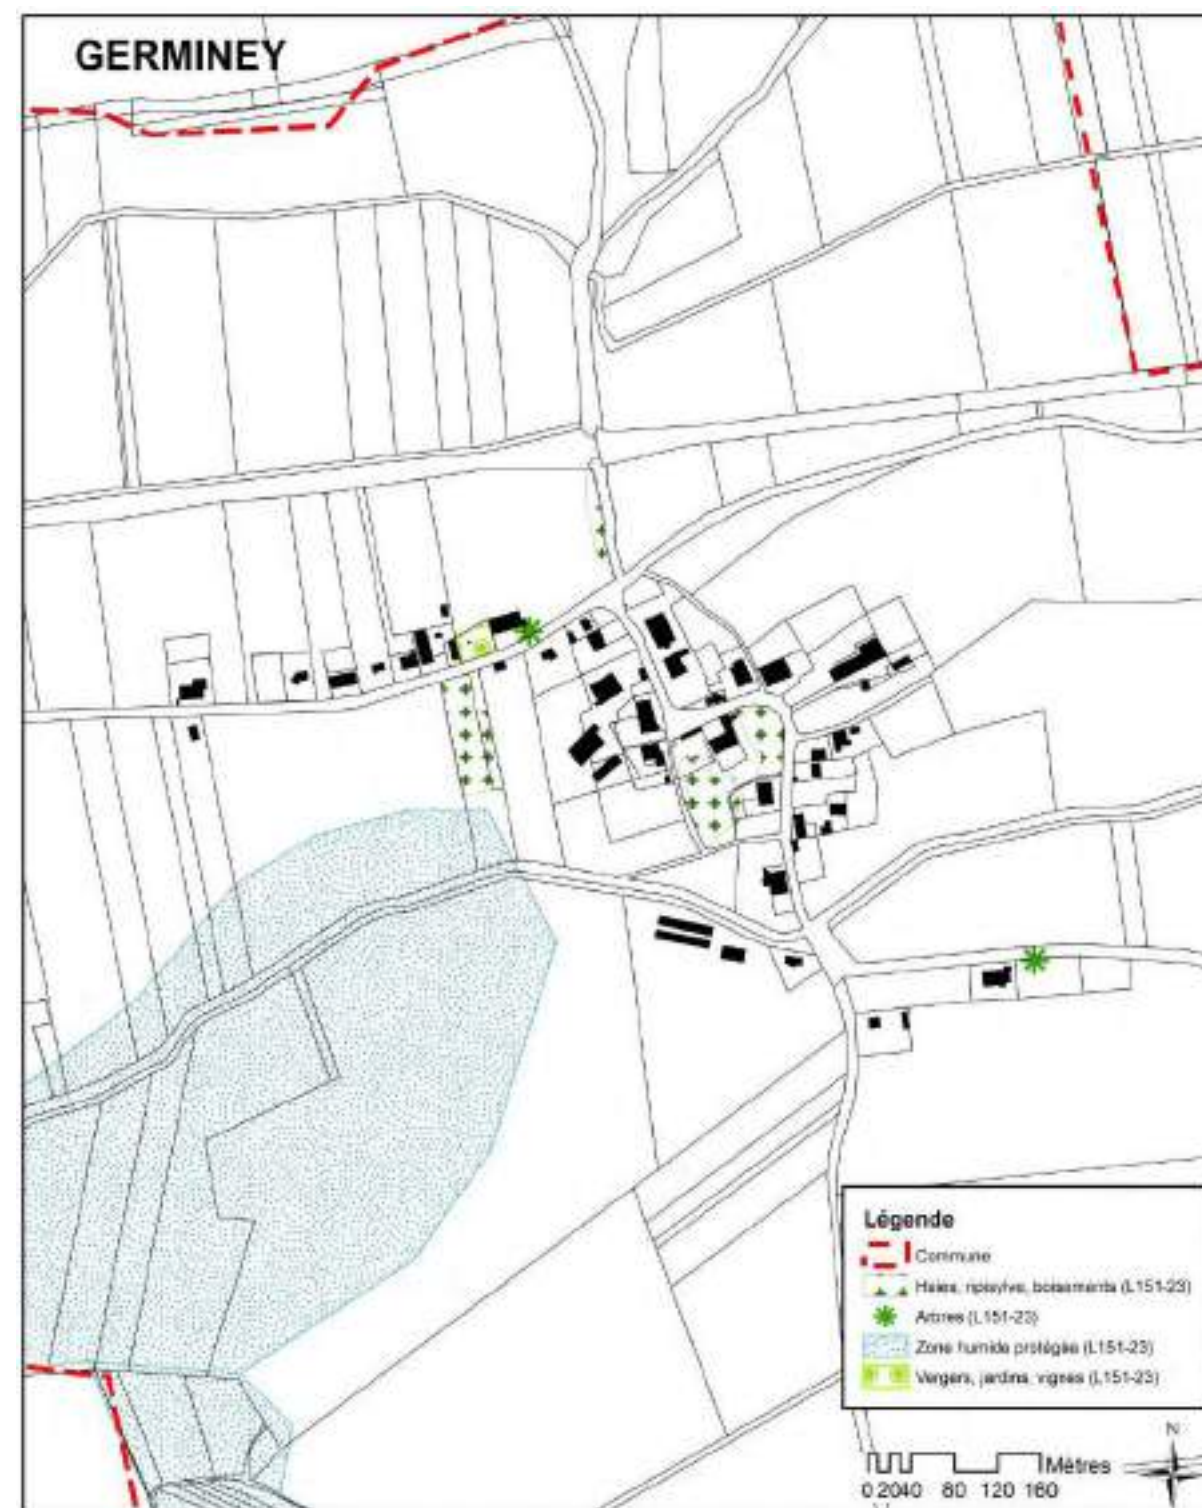 GERMINEY
Légende
Commune
Haies, ripisylve, boisements (L151-23)
Arbres (L151-23)
Zone humide protégée (L151-23)
Vergers, jardins, vignes (L151-23)
N
Mètres
0 20 40 80 120 160